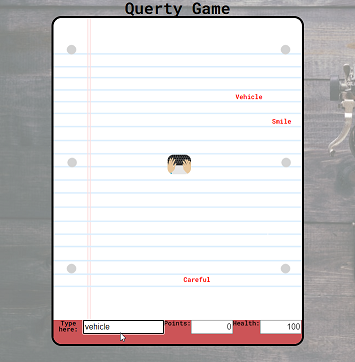 Querty Game
Vehicle
Smile
Careful
Type here: vehicle Points: 0 Health: 100